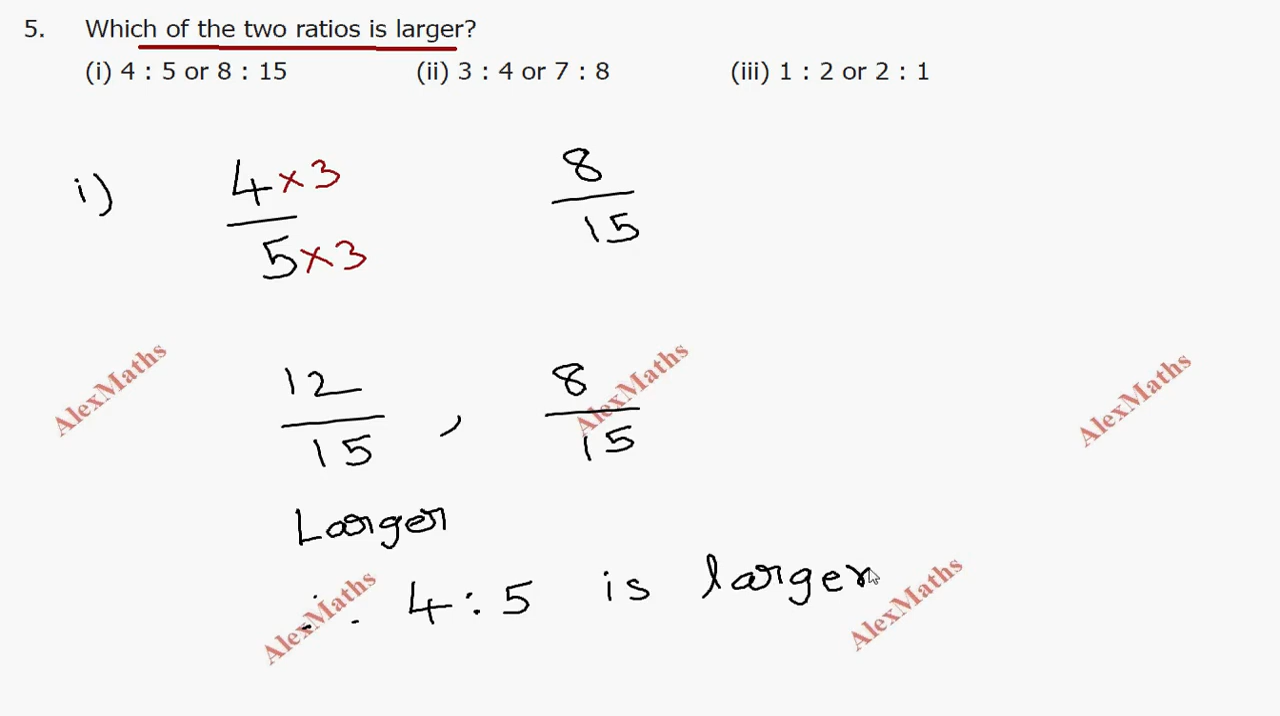 5. Which of the two ratios is larger?
(i) 4 : 5 or 8 : 15 (ii) 3 : 4 or 7 : 8 (iii) 1 : 2 or 2 : 1
i) 4×3 8
5×3 15
AlexMaths AlexMaths AlexMaths
12 , 8
15 15
Larger
∴ 4:5 is larger
AlexMaths AlexMaths